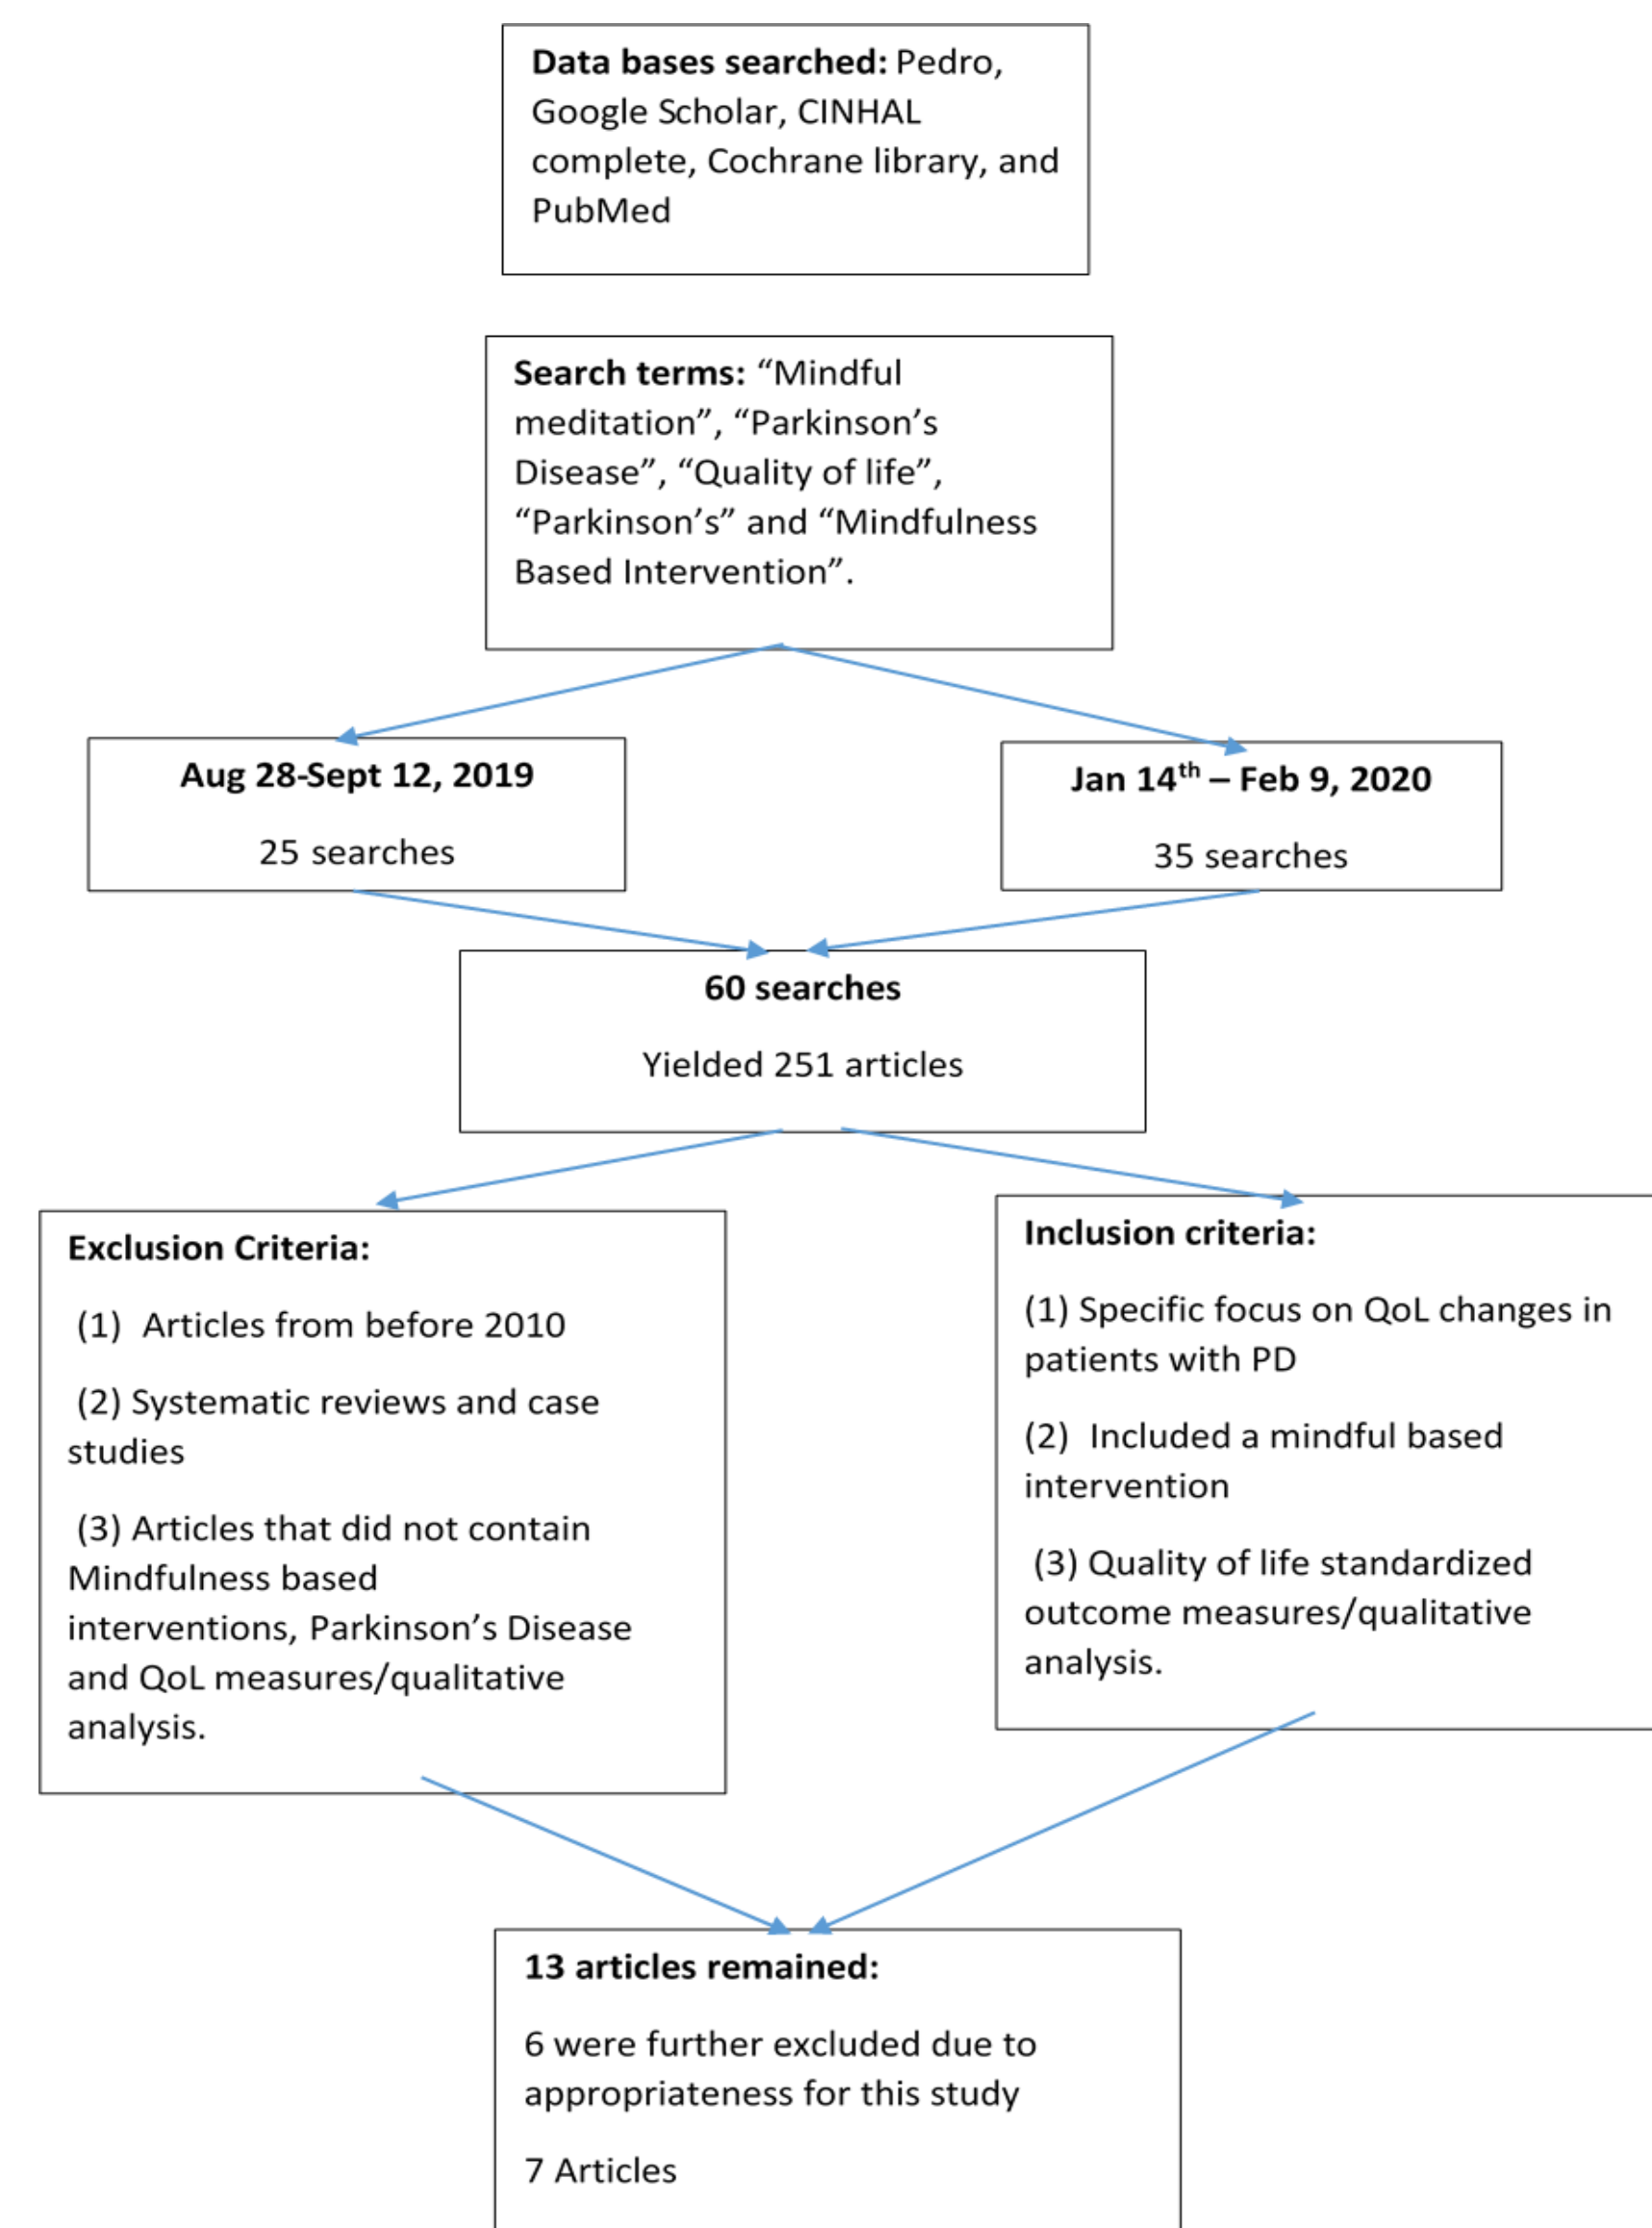 Data bases searched: Pedro,
Google Scholar, CINHAL
complete, Cochrane library, and
PubMed
Search terms: “Mindful
meditation”, “Parkinson’s
Disease”, “Quality of life”,
“Parkinson’s” and “Mindfulness
Based Intervention”.
Aug 28-Sept 12, 2019
25 searches
Jan 14th – Feb 9, 2020
35 searches
60 searches
Yielded 251 articles
Exclusion Criteria:
(1) Articles from before 2010
(2) Systematic reviews and case
studies
(3) Articles that did not contain
Mindfulness based
interventions, Parkinson’s Disease
and QoL measures/qualitative
analysis.
Inclusion criteria:
(1) Specific focus on QoL changes in
patients with PD
(2) Included a mindful based
intervention
(3) Quality of life standardized
outcome measures/qualitative
analysis.
13 articles remained:
6 were further excluded due to
appropriateness for this study
7 Articles